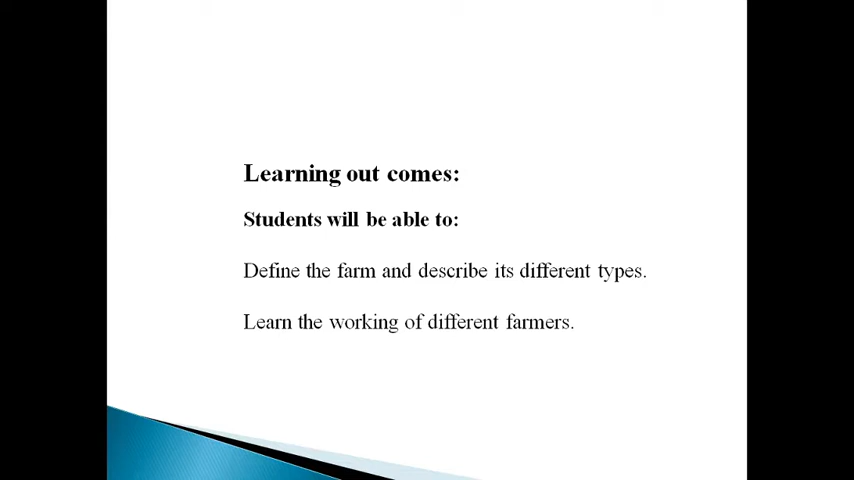 Learning out comes:
Students will be able to:
Define the farm and describe its different types.
Learn the working of different farmers.